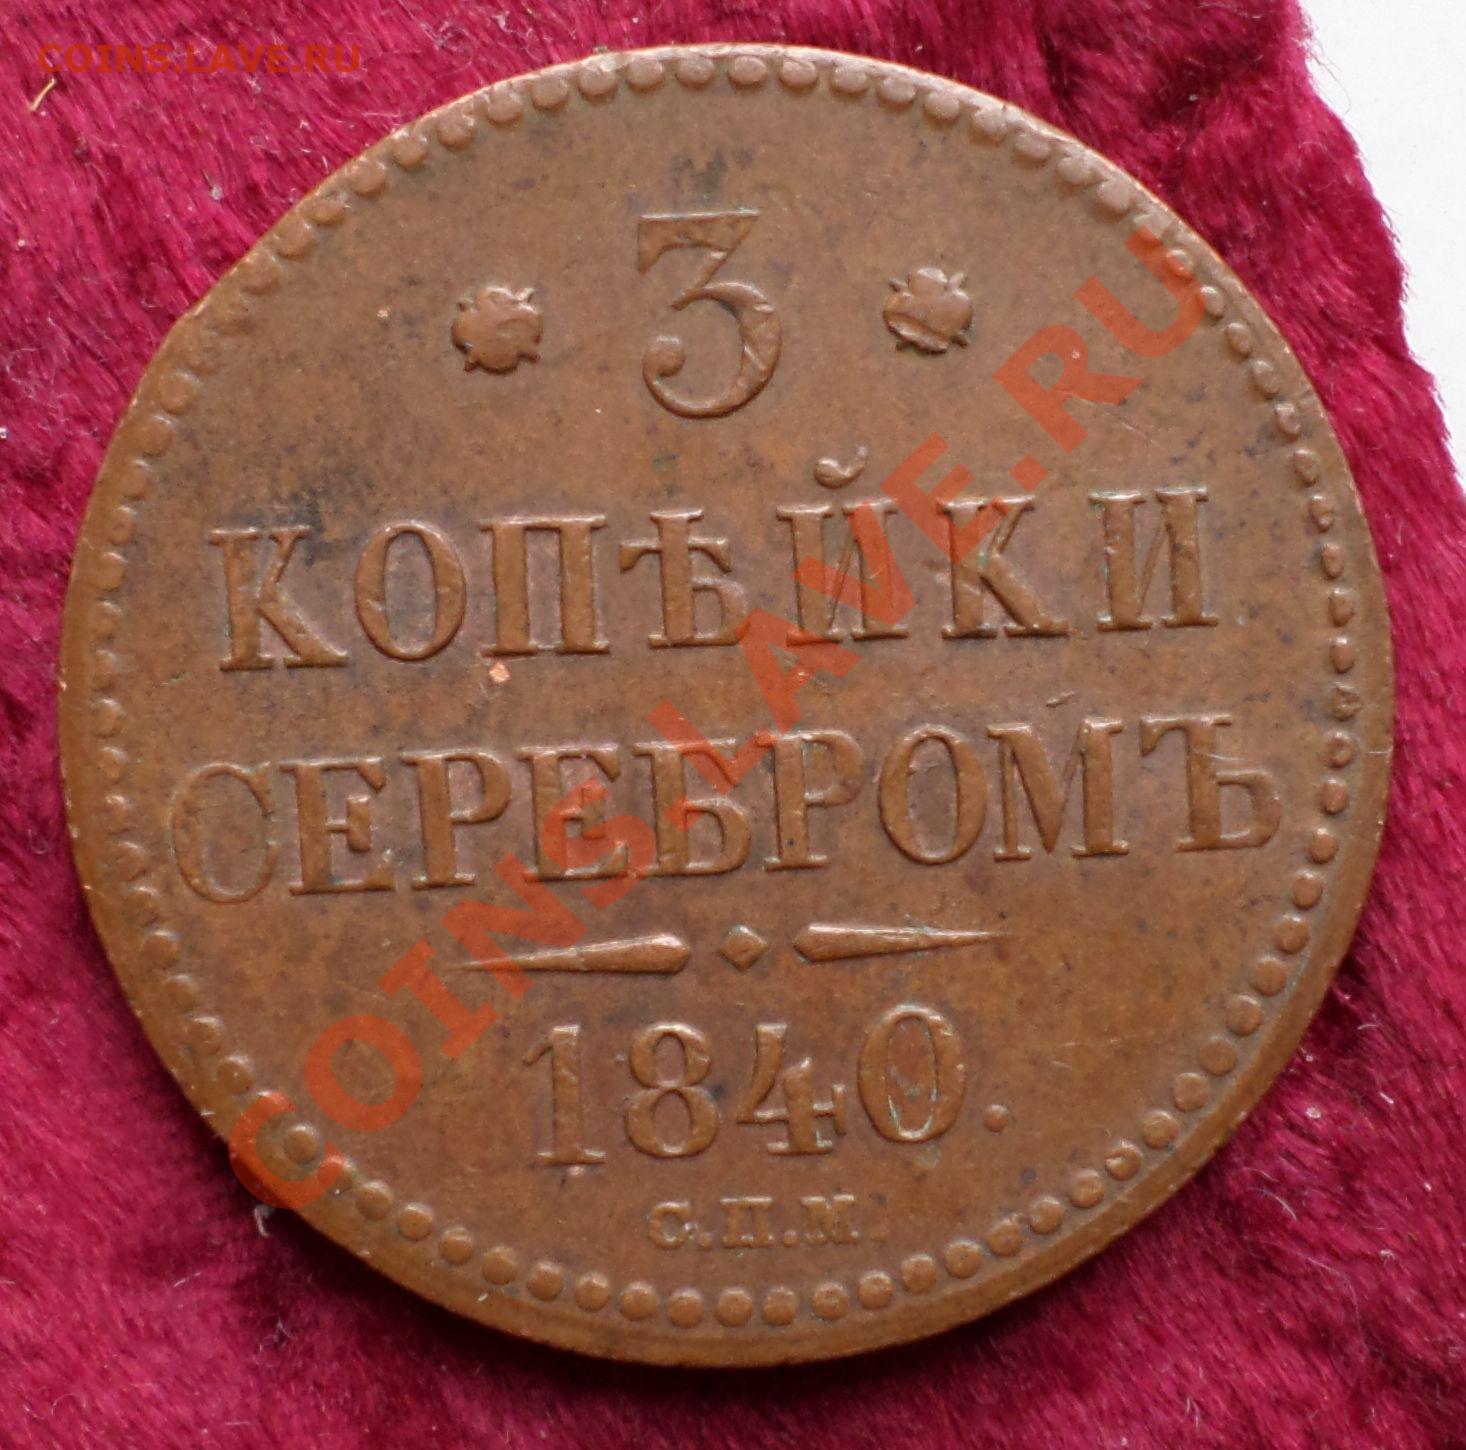 COINS.LAVE.RU
3
КОПѢЙКИ
СЕРЕБРОМЪ
1840.
С.П.М.
COINS.LAVE.RU